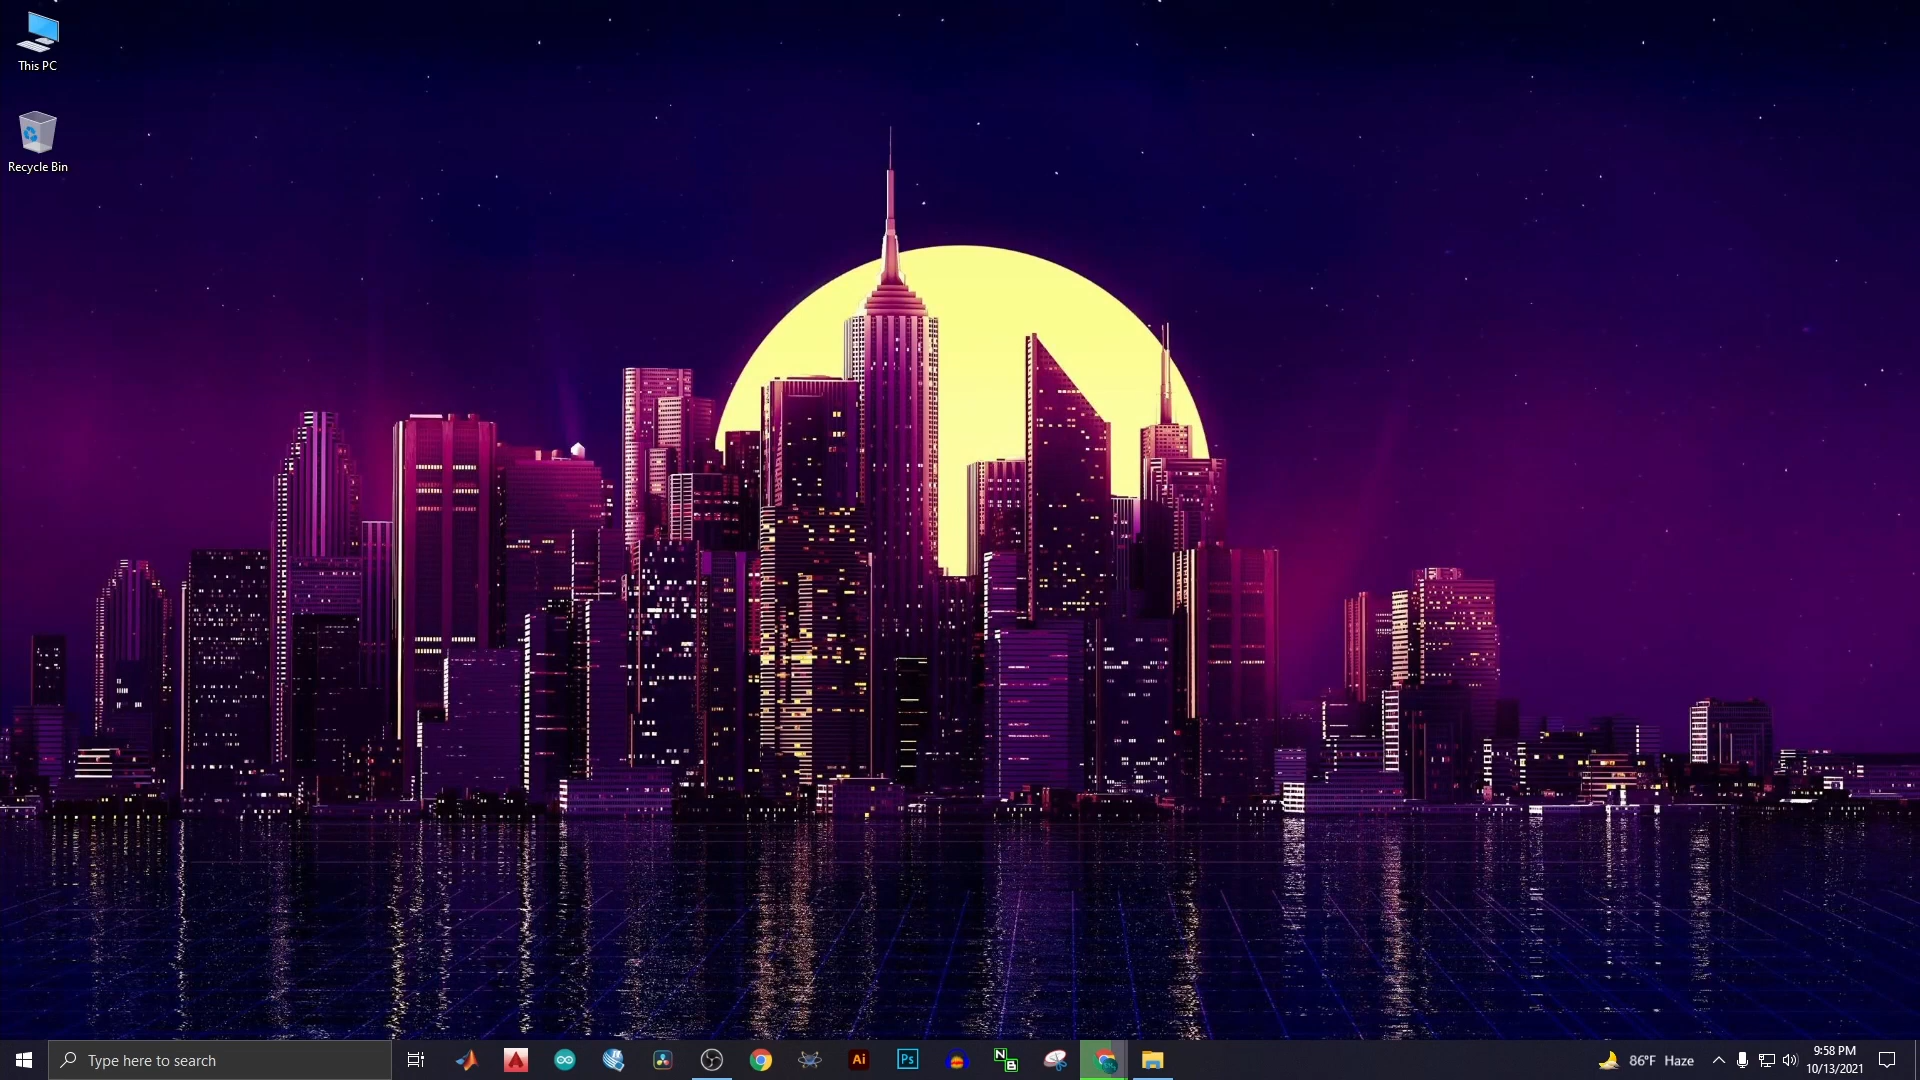 This PC
Recycle Bin
Type here to search
Ai
Ps
N
B
86°F Haze
9:58 PM
10/13/2021